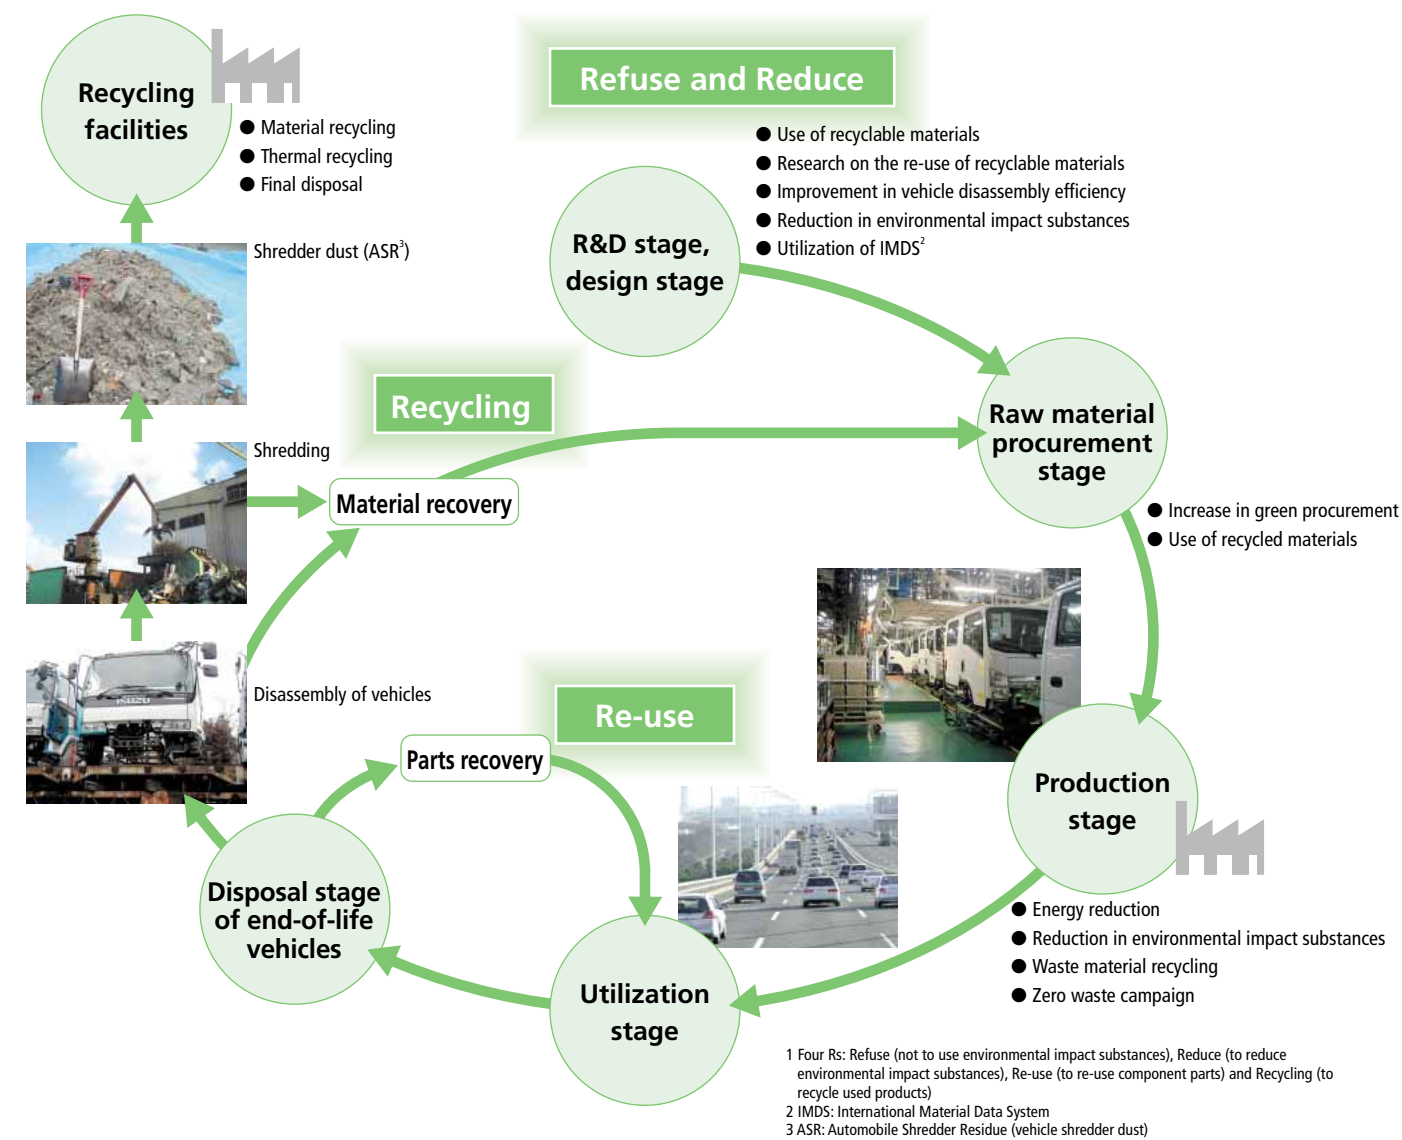 Recycling
facilities
● Material recycling
● Thermal recycling
● Final disposal
Shredder dust (ASR3)
Shredding
Disassembly of vehicles
ISUZU
Refuse and Reduce
● Use of recyclable materials
● Research on the re-use of recyclable materials
● Improvement in vehicle disassembly efficiency
● Reduction in environmental impact substances
● Utilization of IMDS2
R&D stage,
design stage
Recycling
Material recovery
Raw material
procurement
stage
● Increase in green procurement
● Use of recycled materials
Re-use
Parts recovery
Production
stage
● Energy reduction
● Reduction in environmental impact substances
● Waste material recycling
● Zero waste campaign
Disposal stage
of end-of-life
vehicles
Utilization
stage
1 Four Rs: Refuse (not to use environmental impact substances), Reduce (to reduce
environmental impact substances), Re-use (to re-use component parts) and Recycling (to
recycle used products)
2 IMDS: International Material Data System
3 ASR: Automobile Shredder Residue (vehicle shredder dust)